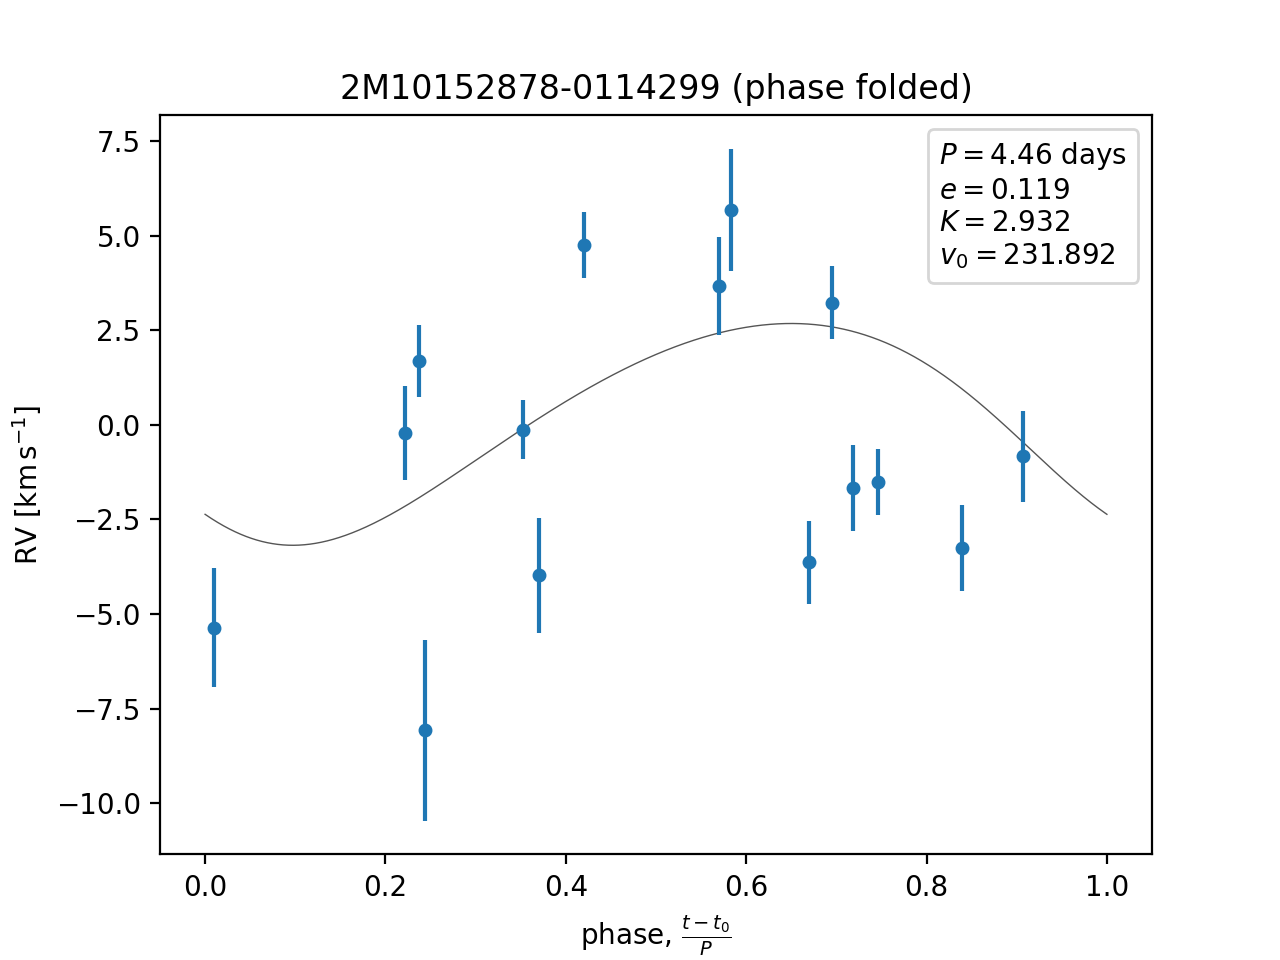 2M10152878-0114299 (phase folded)
P = 4.46 days
e = 0.119
K = 2.932
v₀ = 231.892
7.5
5.0
2.5
0.0
−2.5
−5.0
−7.5
−10.0
RV [km s⁻¹]
0.0 0.2 0.4 0.6 0.8 1.0
phase, (t − t₀)/P